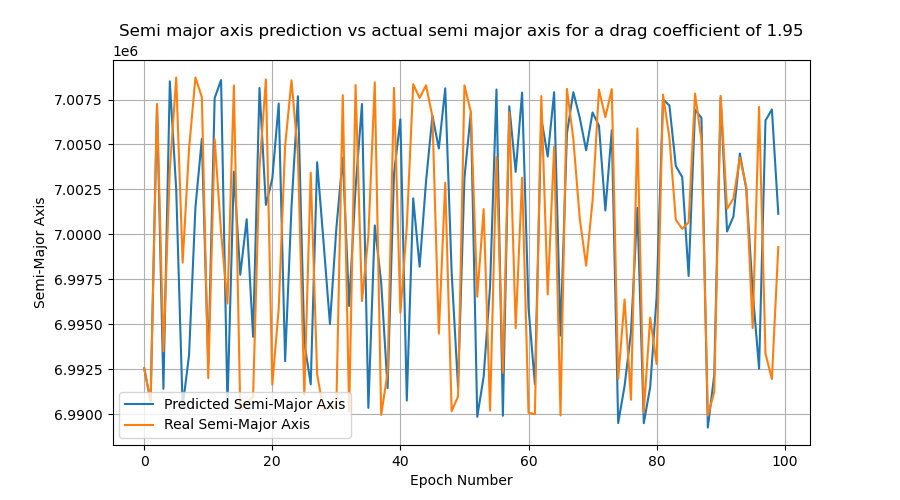 Semi major axis prediction vs actual semi major axis for a drag coefficient of 1.95
1e6
7.0075
7.0050
7.0025
7.0000
6.9975
6.9950
6.9925
6.9900
Semi-Major Axis
Predicted Semi-Major Axis
Real Semi-Major Axis
0 20 40 60 80 100
Epoch Number